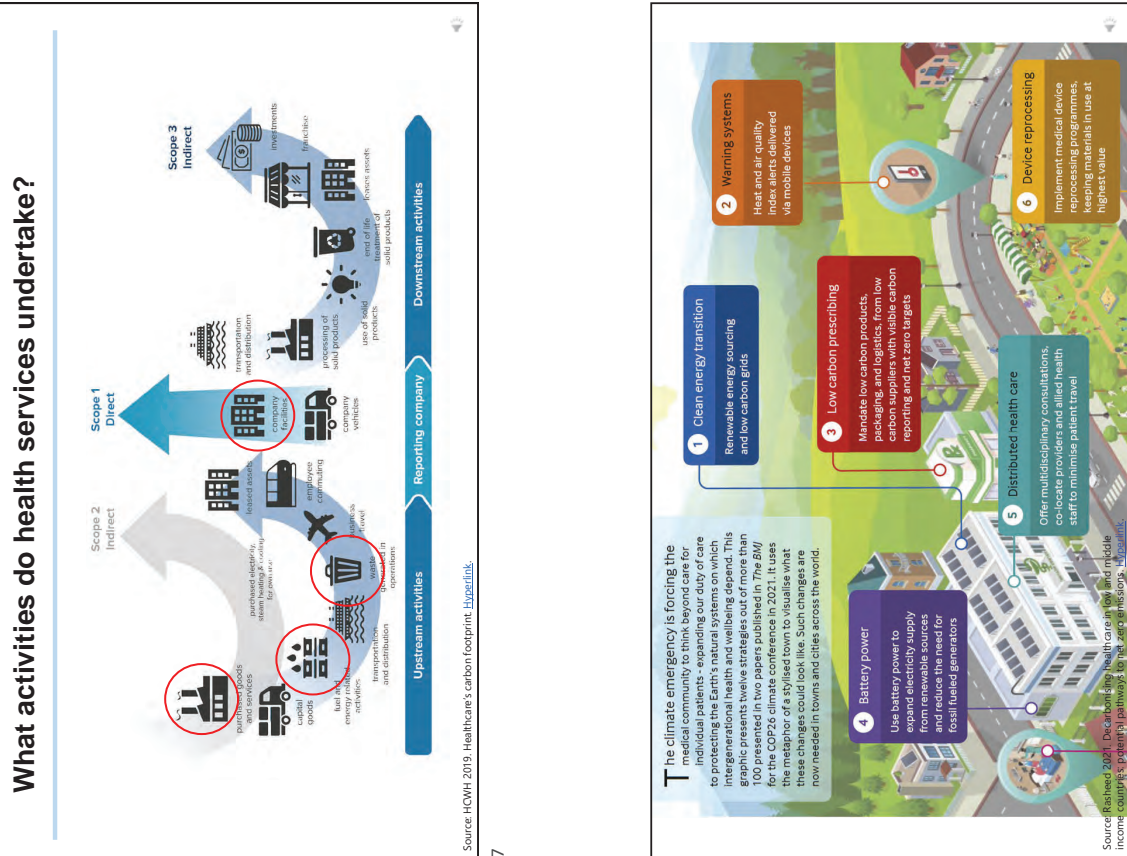 What activities do health services undertake?
Scope 2
Indirect
Scope 1
Direct
Scope 3
Indirect
purchased goods
and services
capital
goods
fuel and
energy related
activities
transportation
and distribution
purchased electricity,
steam heating & cooling
for own use
waste
generated in
operations
business
travel
employee
commuting
leased assets
company
facilities
company
vehicles
transportation
and distribution
processing of
solid products
use of solid
products
end of life
treatment of
solid products
leases assets
franchise
investments
Upstream activities
Reporting company
Downstream activities
Source: HCWH 2019. Healthcare's carbon footprint. Hyperlink.
7
The climate emergency is forcing the
medical community to think beyond care for
individual patients - expanding our duty of care
to protecting the Earth's natural systems on which
intergenerational health and wellbeing depend. This
graphic presents twelve strategies out of more than
100 presented in two papers published in The BMJ
for the COP26 climate conference in 2021. It uses
the metaphor of a stylised town to visualise what
these changes could look like. Such changes are
now needed in towns and cities across the world.
1 Clean energy transition
Renewable energy sourcing
and low carbon grids
2 Warning systems
Heat and air quality
index alerts delivered
via mobile devices
3 Low carbon prescribing
Mandate low carbon products,
packaging, and logistics, from low
carbon suppliers with visible carbon
reporting and net zero targets
4 Battery power
Use battery power to
expand electricity supply
from renewable sources
and reduce the need for
fossil fueled generators
5 Distributed health care
Offer multidisciplinary consultations,
co-locate providers and allied health
staff to minimise patient travel
6 Device reprocessing
Implement medical device
reprocessing programmes,
keeping materials in use at
highest value
Source: Rasheed 2021. Decarbonising healthcare in low and middle
income countries: potential pathways to net zero emissions. Hyperlink.